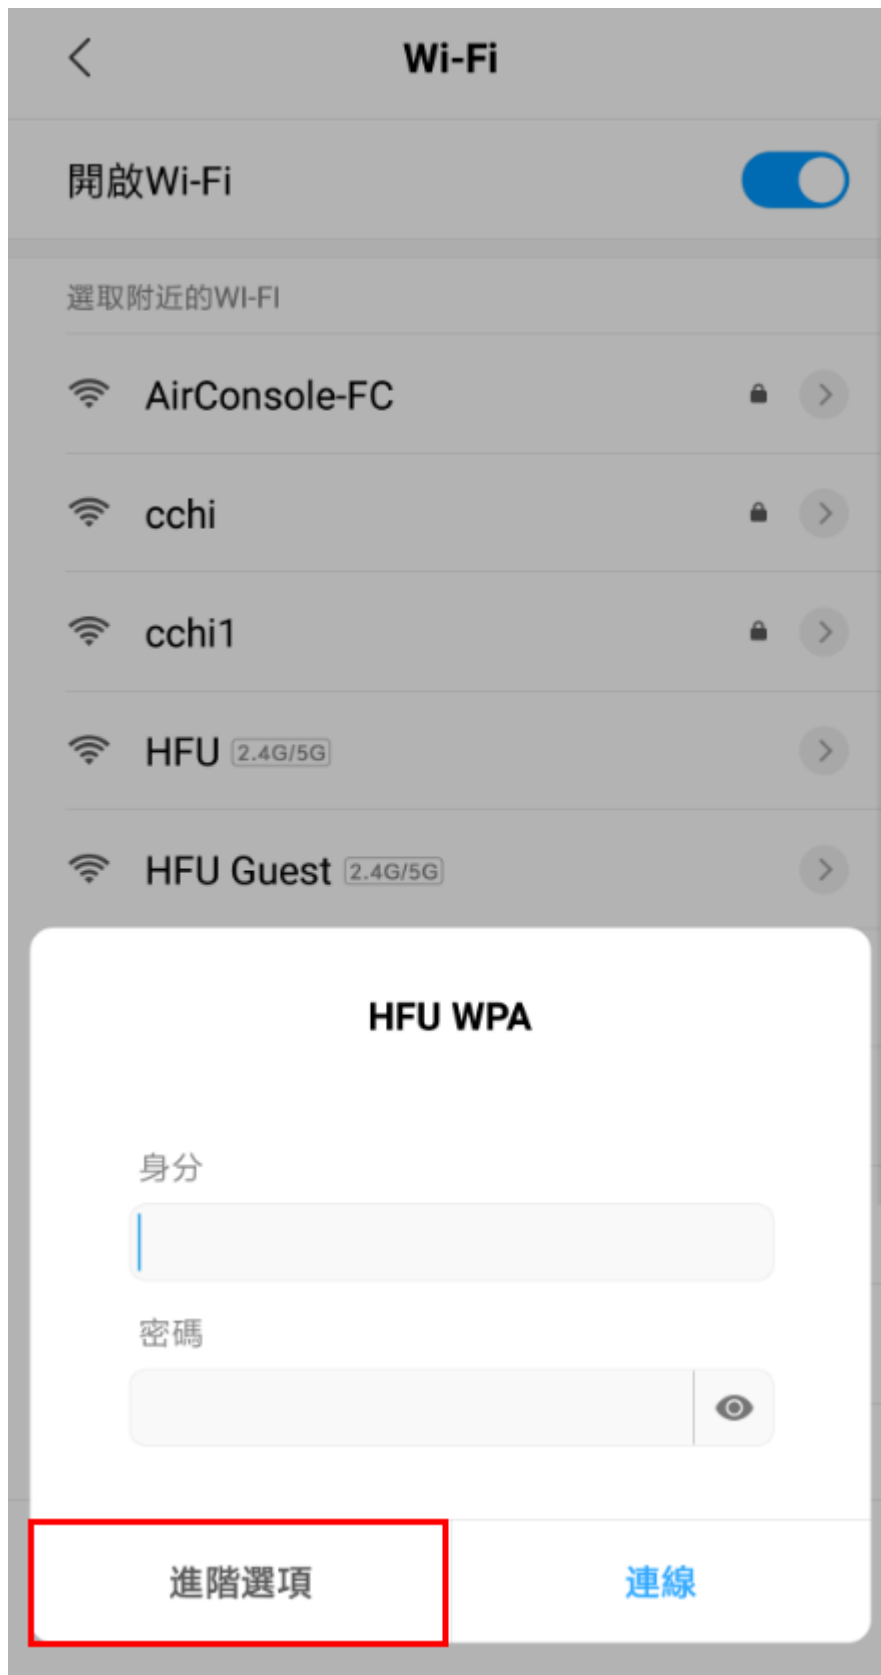 Wi-Fi
開啟Wi-Fi
選取附近的WI-FI
AirConsole-FC
cchi
cchi1
HFU 2.4G/5G
HFU Guest 2.4G/5G
HFU WPA
身分
密碼
進階選項 連線